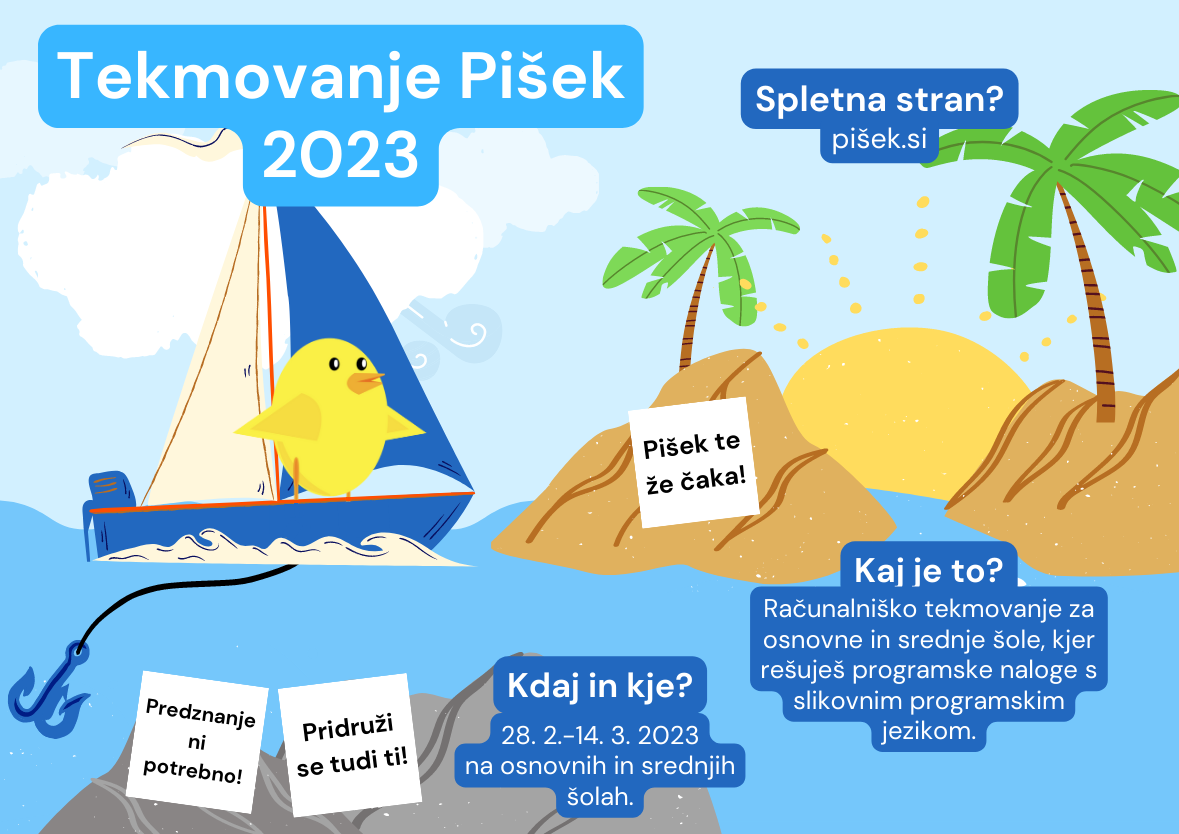 Tekmovanje Pišek
2023
Spletna stran?
pišek.si
Pišek te
že čaka!
Kaj je to?
Računalniško tekmovanje za
osnovne in srednje šole, kjer
rešuješ programske naloge s
slikovnim programskim
jezikom.
Kdaj in kje?
28. 2.–14. 3. 2023
na osnovnih in srednjih
šolah.
Predznanje
ni
potrebno!
Pridruži
se tudi ti!